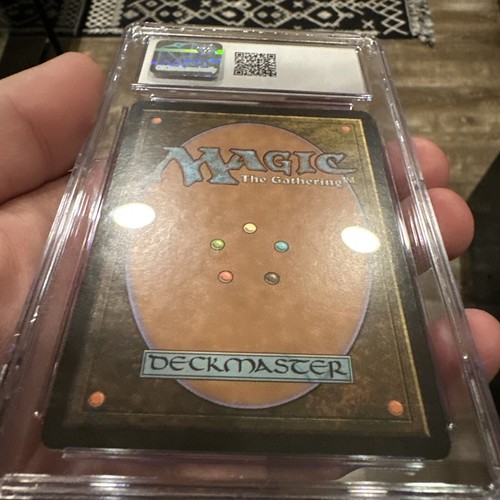 MAGIC
The Gathering
DECKMASTER